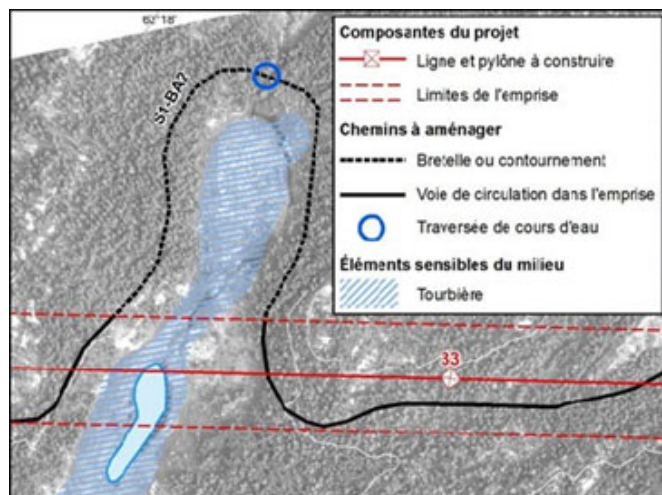 62°18'
S1-BA7
Composantes du projet
Ligne et pylône à construire
Limites de l'emprise
Chemins à aménager
Bretelle ou contournement
Voie de circulation dans l'emprise
Traversée de cours d'eau
Éléments sensibles du milieu
Tourbière
33